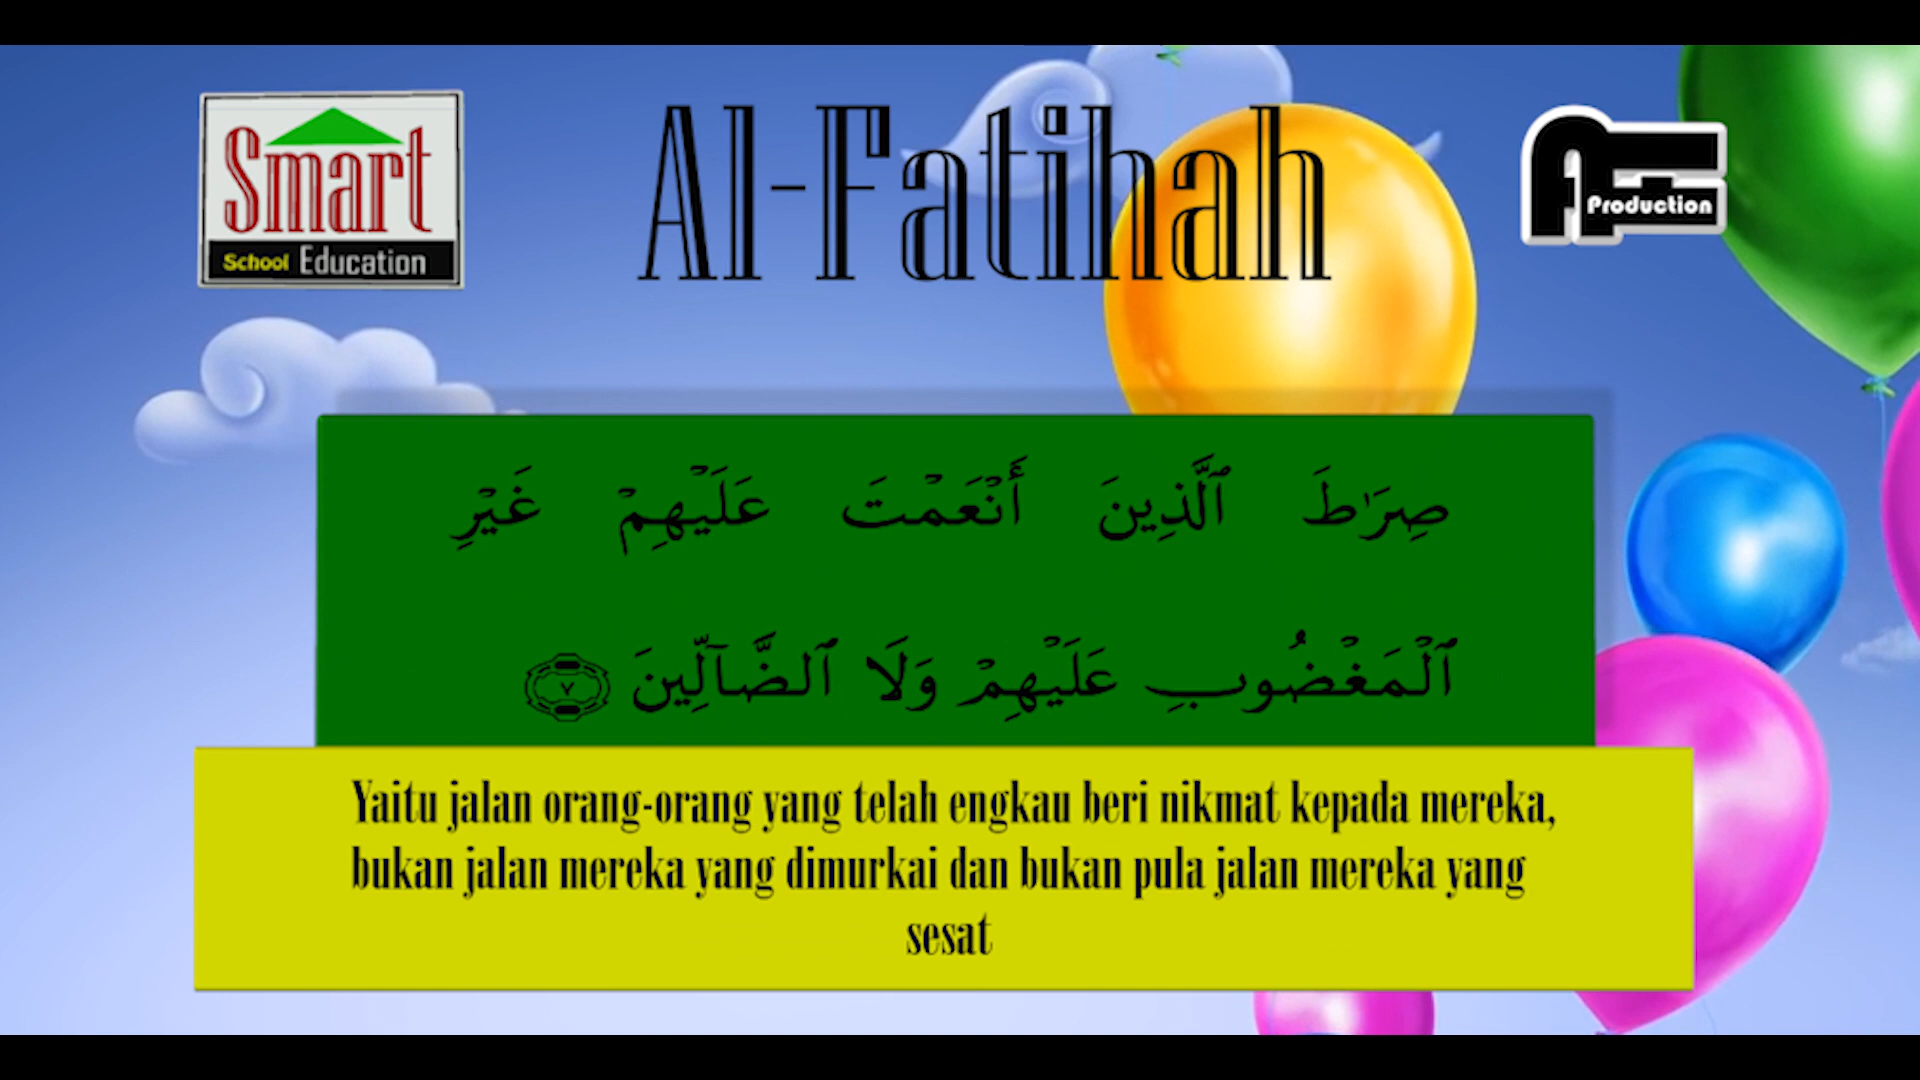 Smart
School Education
Al-Fatihah
AF
Production
صِرَٰطَ ٱلَّذِينَ أَنْعَمْتَ عَلَيْهِمْ غَيْرِ
ٱلْمَغْضُوبِ عَلَيْهِمْ وَلَا ٱلضَّآلِّينَ ٧
Yaitu jalan orang-orang yang telah engkau beri nikmat kepada mereka,
bukan jalan mereka yang dimurkai dan bukan pula jalan mereka yang
sesat